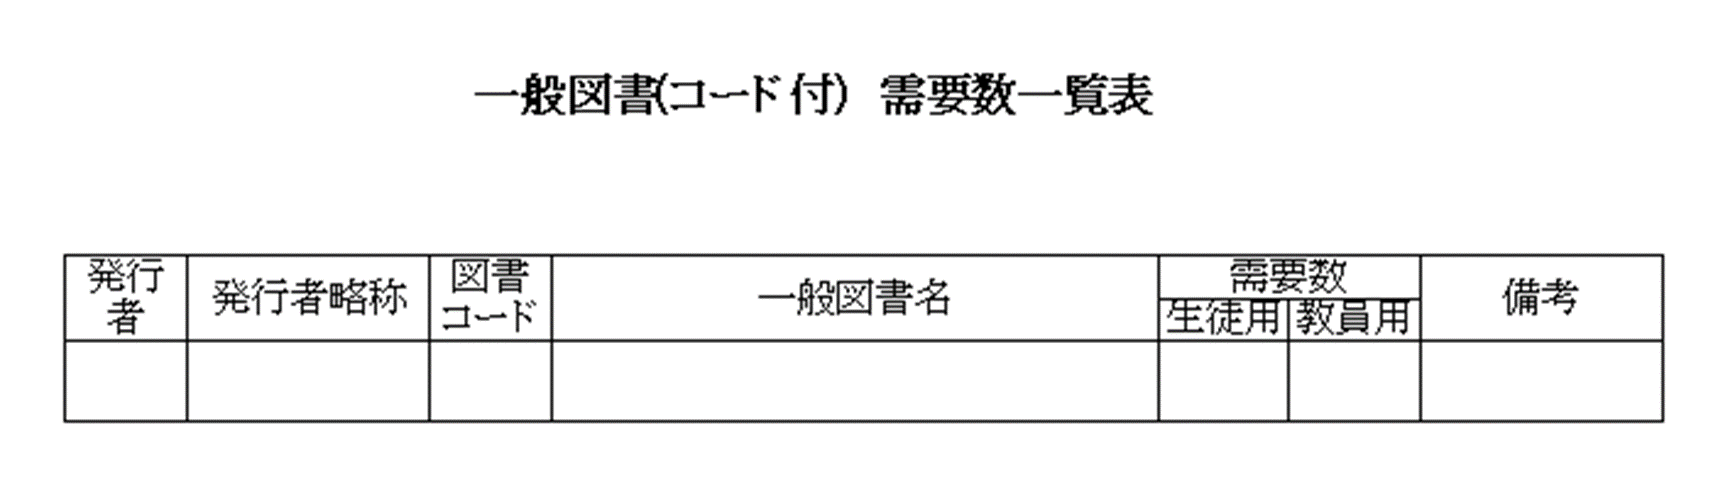 一般図書(コード付) 需要数一覧表
発行
者
発行者略称
図書
コード
一般図書名
需要数
生徒用
教員用
備考